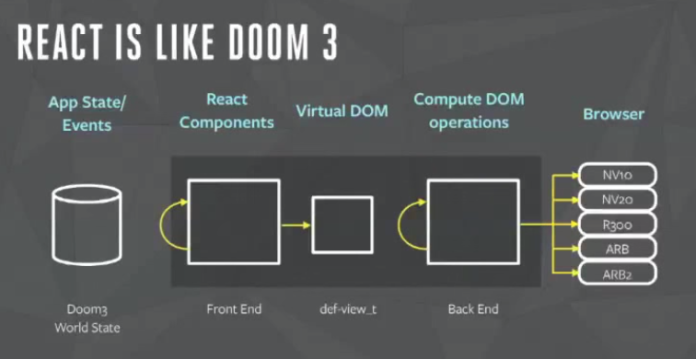 REACT IS LIKE DOOM 3
App State/
Events
React
Components
Virtual DOM
Compute DOM
operations
Browser
NV10
NV20
R300
ARB
ARB2
Doom3
World State
Front End
def-view_t
Back End